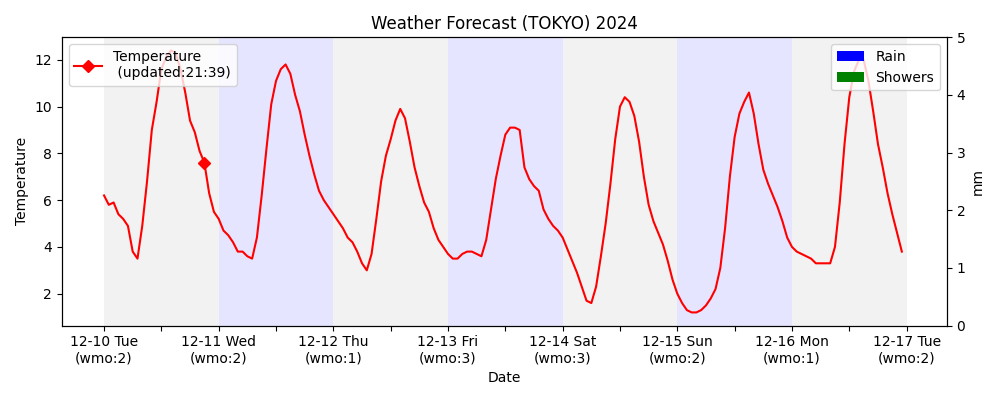 Weather Forecast (TOKYO) 2024
Temperature
(updated:21:39)
Rain
Showers
12
10
8
6
4
2
Temperature
5
4
3
2
1
0
mm
12-10 Tue
(wmo:2)
12-11 Wed
(wmo:2)
12-12 Thu
(wmo:1)
12-13 Fri
(wmo:3)
12-14 Sat
(wmo:3)
12-15 Sun
(wmo:2)
12-16 Mon
(wmo:1)
12-17 Tue
(wmo:2)
Date